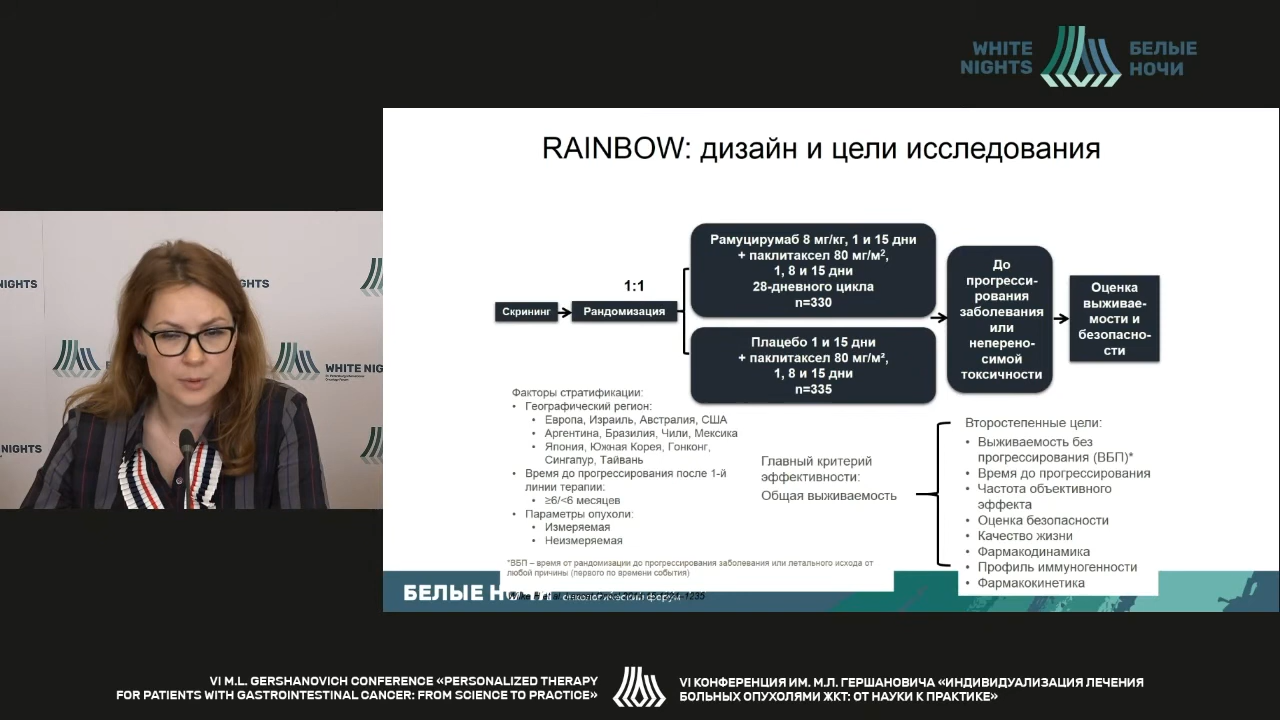 WHITE
NIGHTS
БЕЛЫЕ
НОЧИ
RAINBOW: дизайн и цели исследования
Скрининг
Рандомизация
1:1
Рамуцирумаб 8 мг/кг, 1 и 15 дни
+ паклитаксел 80 мг/м²,
1, 8 и 15 дни
28-дневного цикла
n=330
Плацебо 1 и 15 дни
+ паклитаксел 80 мг/м²,
1, 8 и 15 дни
n=335
До
прогресси-
рования
заболевания
или
неперено-
симой
токсичности
Оценка
выживае-
мости и
безопасно-
сти
Факторы стратификации:
• Географический регион:
• Европа, Израиль, Австралия, США
• Аргентина, Бразилия, Чили, Мексика
• Япония, Южная Корея, Гонконг,
Сингапур, Тайвань
• Время до прогрессирования после 1-й
линии терапии:
• ≥6/<6 месяцев
• Параметры опухоли:
• Измеряемая
• Неизмеряемая
Главный критерий
эффективности:
Общая выживаемость
Второстепенные цели:
• Выживаемость без
прогрессирования (ВБП)*
• Время до прогрессирования
• Частота объективного
эффекта
• Оценка безопасности
• Качество жизни
• Фармакодинамика
• Профиль иммуногенности
• Фармакокинетика
*ВБП – время от рандомизации до прогрессирования заболевания или летального исхода от
любой причины (первого по времени события)
БЕЛЫЕ
онкологический форум
NIGHTS
NIGHTS
WHITE NIG
NIGHTS
VI M.L. GERSHANOVICH CONFERENCE «PERSONALIZED THERAPY
FOR PATIENTS WITH GASTROINTESTINAL CANCER: FROM SCIENCE TO PRACTICE»
VI КОНФЕРЕНЦИЯ ИМ. М.Л. ГЕРШАНОВИЧА «ИНДИВИДУАЛИЗАЦИЯ ЛЕЧЕНИЯ
БОЛЬНЫХ ОПУХОЛЯМИ ЖКТ: ОТ НАУКИ К ПРАКТИКЕ»